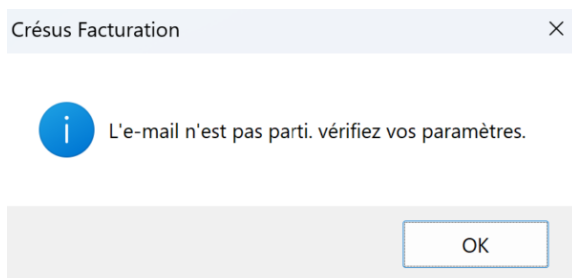 Crésus Facturation
L'e-mail n'est pas parti. vérifiez vos paramètres.
OK